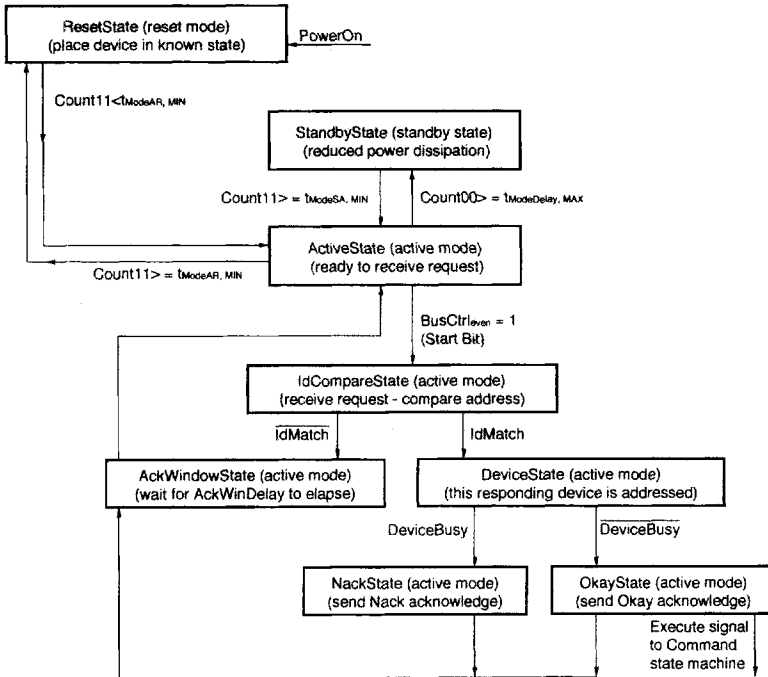 ResetState (reset mode)
(place device in known state)
PowerOn
Count11<tModeAR, MIN
StandbyState (standby state)
(reduced power dissipation)
Count11> = tModeSA, MIN
Count00> = tModeDelay, MAX
ActiveState (active mode)
(ready to receive request)
Count11> = tModeAR, MIN
BusCtrleven = 1
(Start Bit)
IdCompareState (active mode)
(receive request - compare address)
IdMatch
IdMatch
AckWindowState (active mode)
(wait for AckWinDelay to elapse)
DeviceState (active mode)
(this responding device is addressed)
DeviceBusy
DeviceBusy
NackState (active mode)
(send Nack acknowledge)
OkayState (active mode)
(send Okay acknowledge)
Execute signal
to Command
state machine